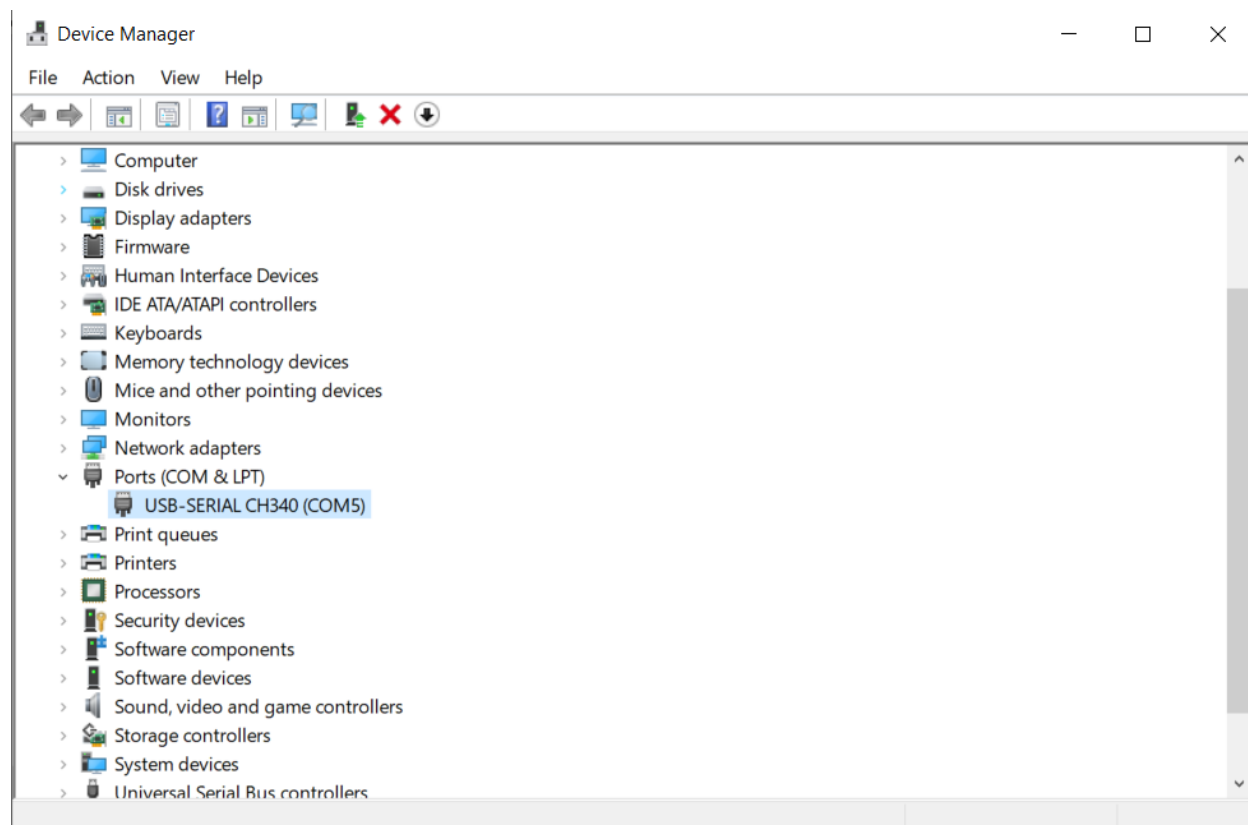 Device Manager
File Action View Help
Computer
Disk drives
Display adapters
Firmware
Human Interface Devices
IDE ATA/ATAPI controllers
Keyboards
Memory technology devices
Mice and other pointing devices
Monitors
Network adapters
Ports (COM & LPT)
USB-SERIAL CH340 (COM5)
Print queues
Printers
Processors
Security devices
Software components
Software devices
Sound, video and game controllers
Storage controllers
System devices
Universal Serial Bus controllers